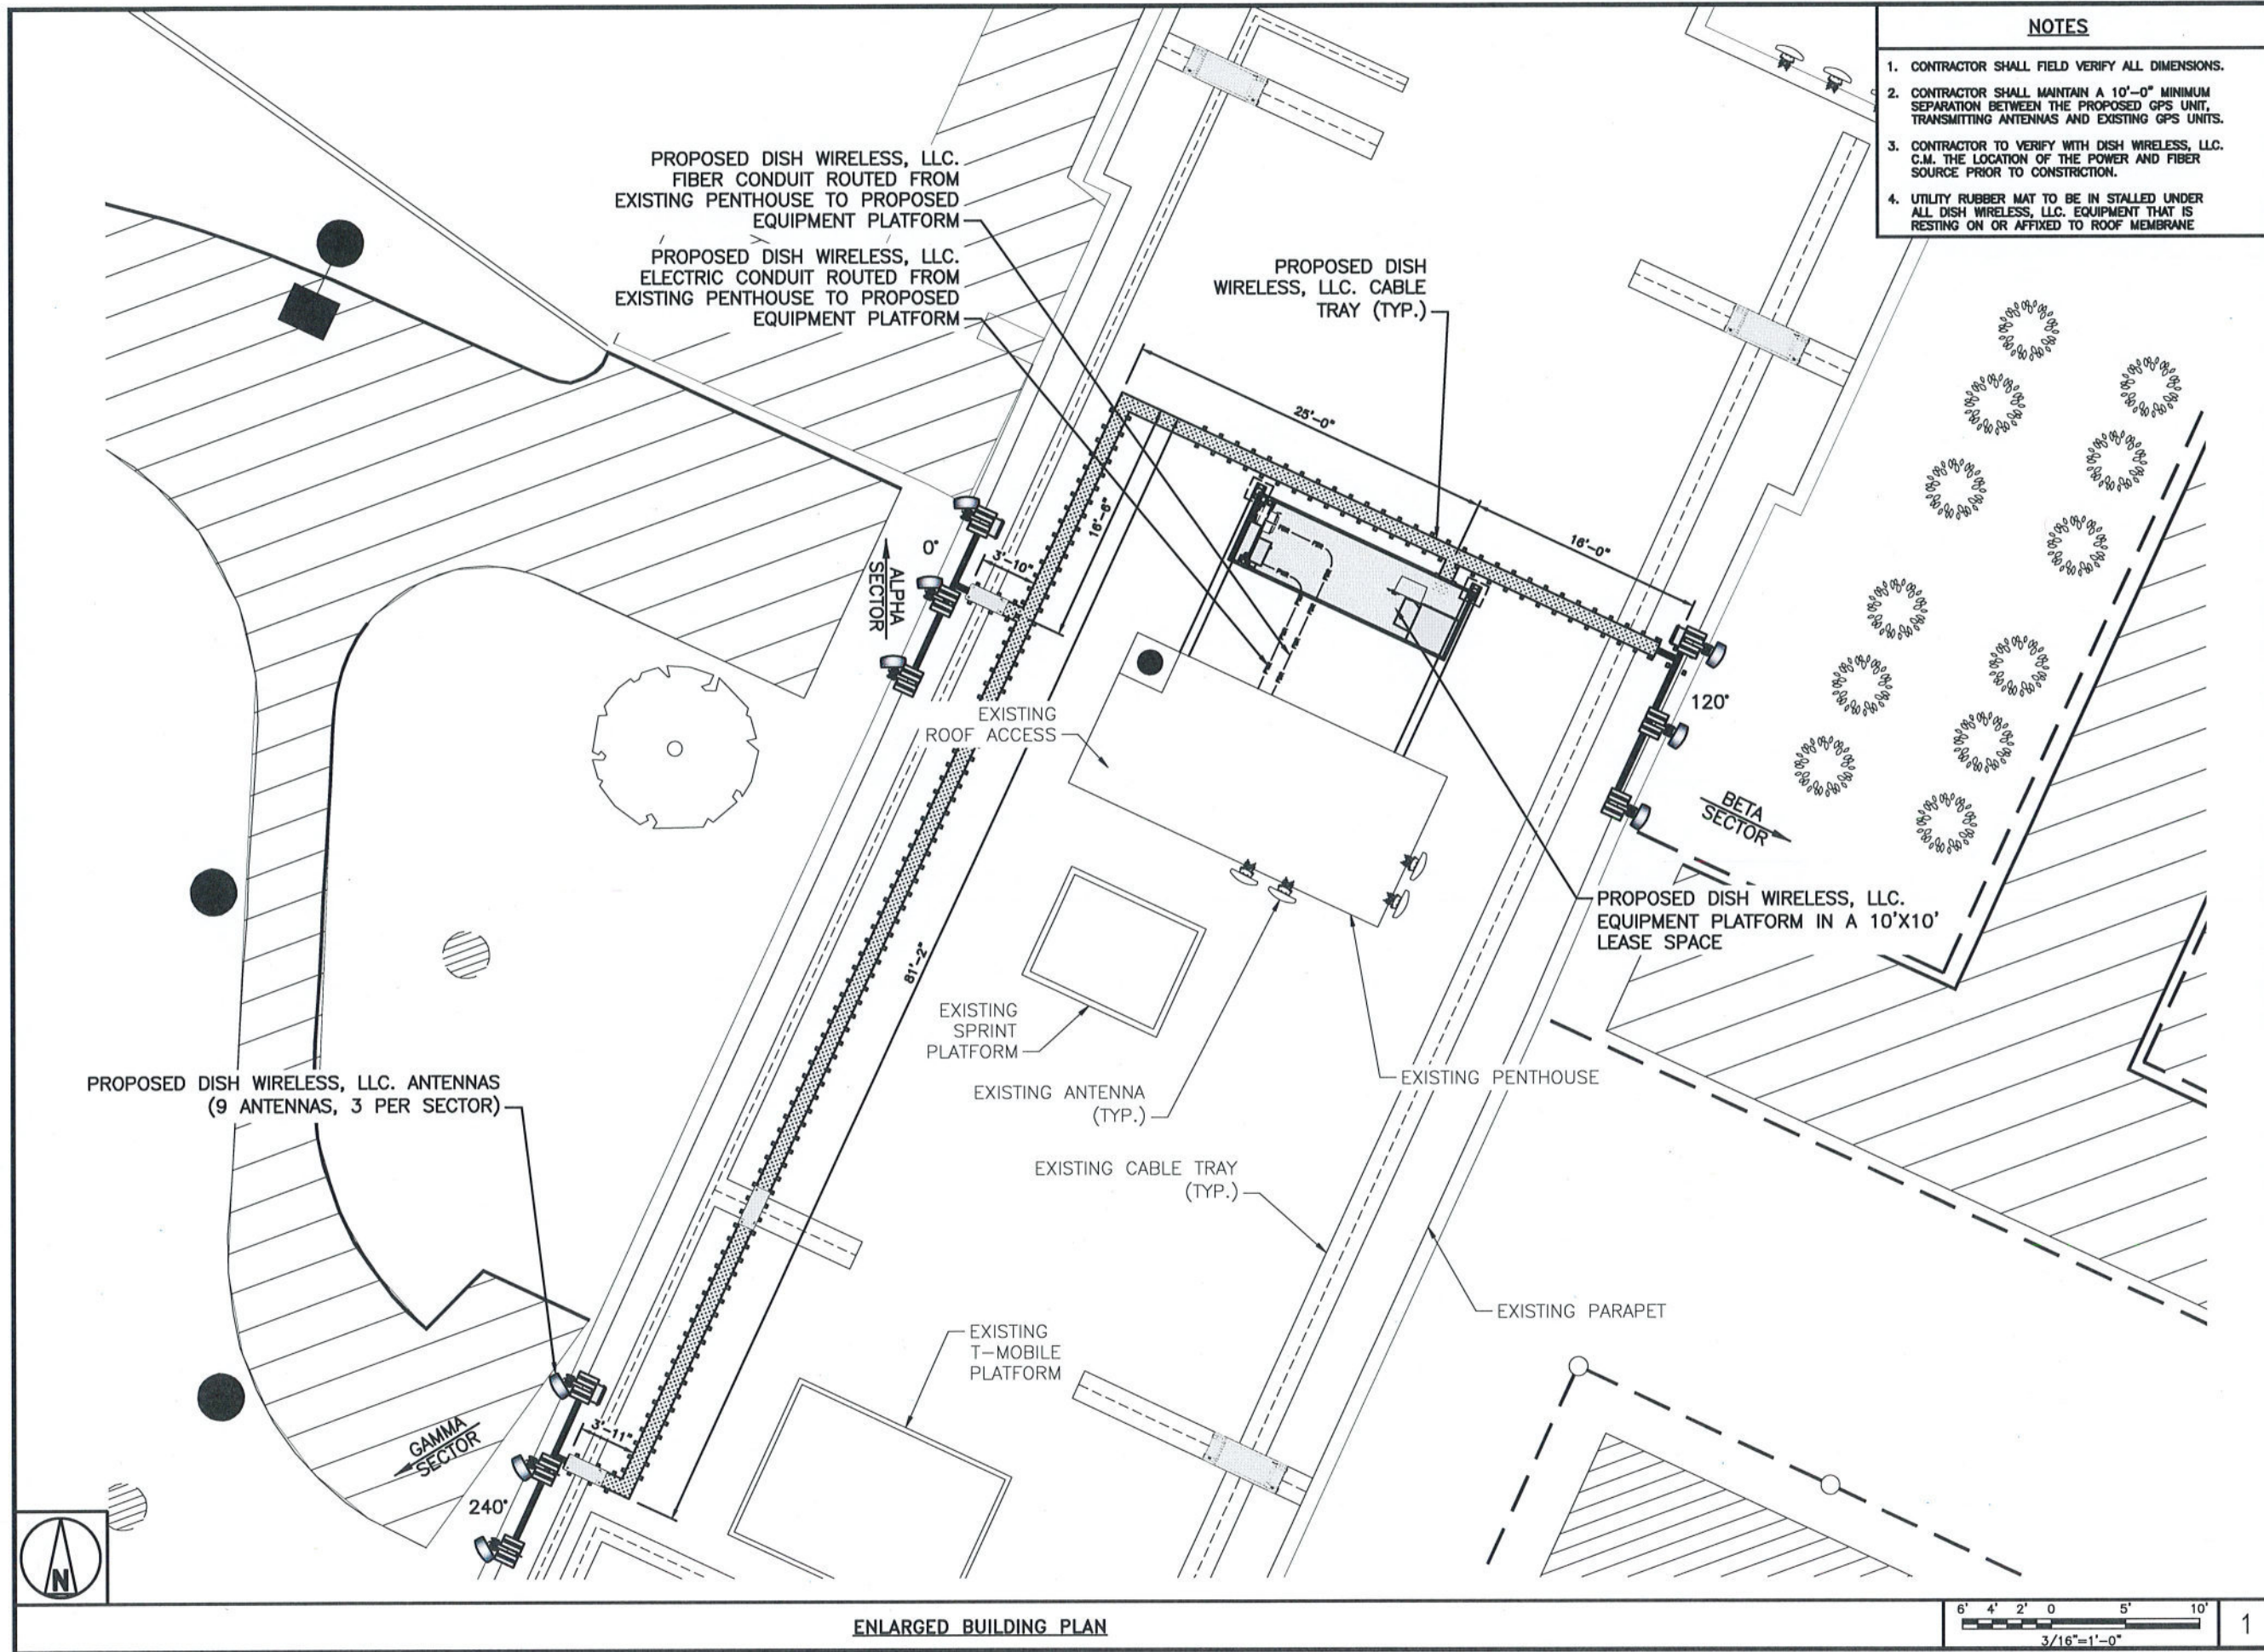 NOTES
1. CONTRACTOR SHALL FIELD VERIFY ALL DIMENSIONS.
2. CONTRACTOR SHALL MAINTAIN A 10'-0" MINIMUM
SEPARATION BETWEEN THE PROPOSED GPS UNIT,
TRANSMITTING ANTENNAS AND EXISTING GPS UNITS.
3. CONTRACTOR TO VERIFY WITH DISH WIRELESS, LLC.
C.M. THE LOCATION OF THE POWER AND FIBER
SOURCE PRIOR TO CONSTRICTION.
4. UTILITY RUBBER MAT TO BE IN STALLED UNDER
ALL DISH WIRELESS, LLC. EQUIPMENT THAT IS
RESTING ON OR AFFIXED TO ROOF MEMBRANE
PROPOSED DISH WIRELESS, LLC.
FIBER CONDUIT ROUTED FROM
EXISTING PENTHOUSE TO PROPOSED
EQUIPMENT PLATFORM
PROPOSED DISH WIRELESS, LLC.
ELECTRIC CONDUIT ROUTED FROM
EXISTING PENTHOUSE TO PROPOSED
EQUIPMENT PLATFORM
PROPOSED DISH
WIRELESS, LLC. CABLE
TRAY (TYP.)
25'-0"
16'-0"
3'-10"
0°
ALPHA
SECTOR
120°
BETA
SECTOR
EXISTING
ROOF ACCESS
PROPOSED DISH WIRELESS, LLC.
EQUIPMENT PLATFORM IN A 10'X10'
LEASE SPACE
81'-2"
EXISTING
SPRINT
PLATFORM
EXISTING ANTENNA
(TYP.)
EXISTING PENTHOUSE
PROPOSED DISH WIRELESS, LLC. ANTENNAS
(9 ANTENNAS, 3 PER SECTOR)
EXISTING CABLE TRAY
(TYP.)
EXISTING PARAPET
EXISTING
T-MOBILE
PLATFORM
3'-11"
GAMMA
SECTOR
240°
N
ENLARGED BUILDING PLAN
6' 4' 2' 0 5' 10'
3/16"=1'-0"
1